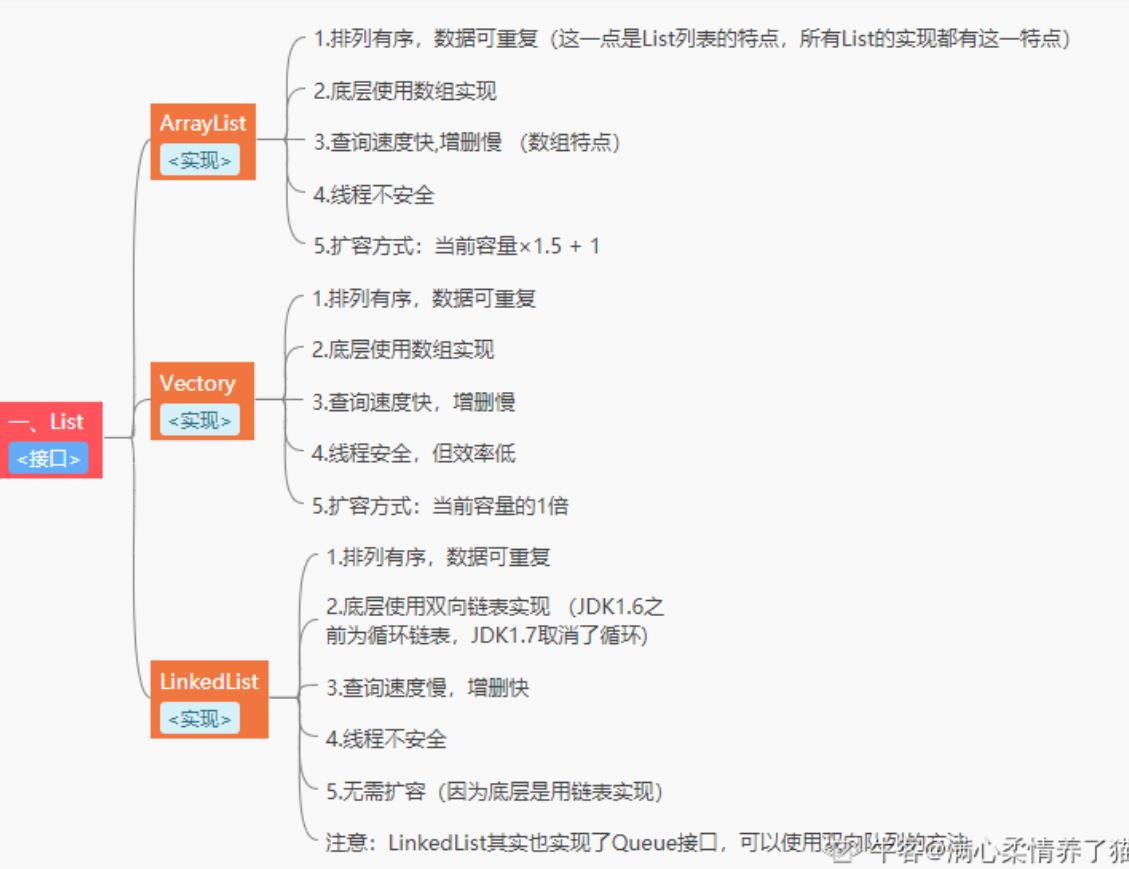 一、List
<接口>
ArrayList
<实现>
1.排列有序，数据可重复（这一点是List列表的特点，所有List的实现都有这一特点）
2.底层使用数组实现
3.查询速度快,增删慢 （数组特点）
4.线程不安全
5.扩容方式：当前容量×1.5 + 1
Vectory
<实现>
1.排列有序，数据可重复
2.底层使用数组实现
3.查询速度快，增删慢
4.线程安全，但效率低
5.扩容方式：当前容量的1倍
LinkedList
<实现>
1.排列有序，数据可重复
2.底层使用双向链表实现 （JDK1.6之
前为循环链表，JDK1.7取消了循环）
3.查询速度慢，增删快
4.线程不安全
5.无需扩容（因为底层是用链表实现）
注意：LinkedList其实也实现了Queue接口，可以使用双向队列的方法
牛客@满心柔情养了猫